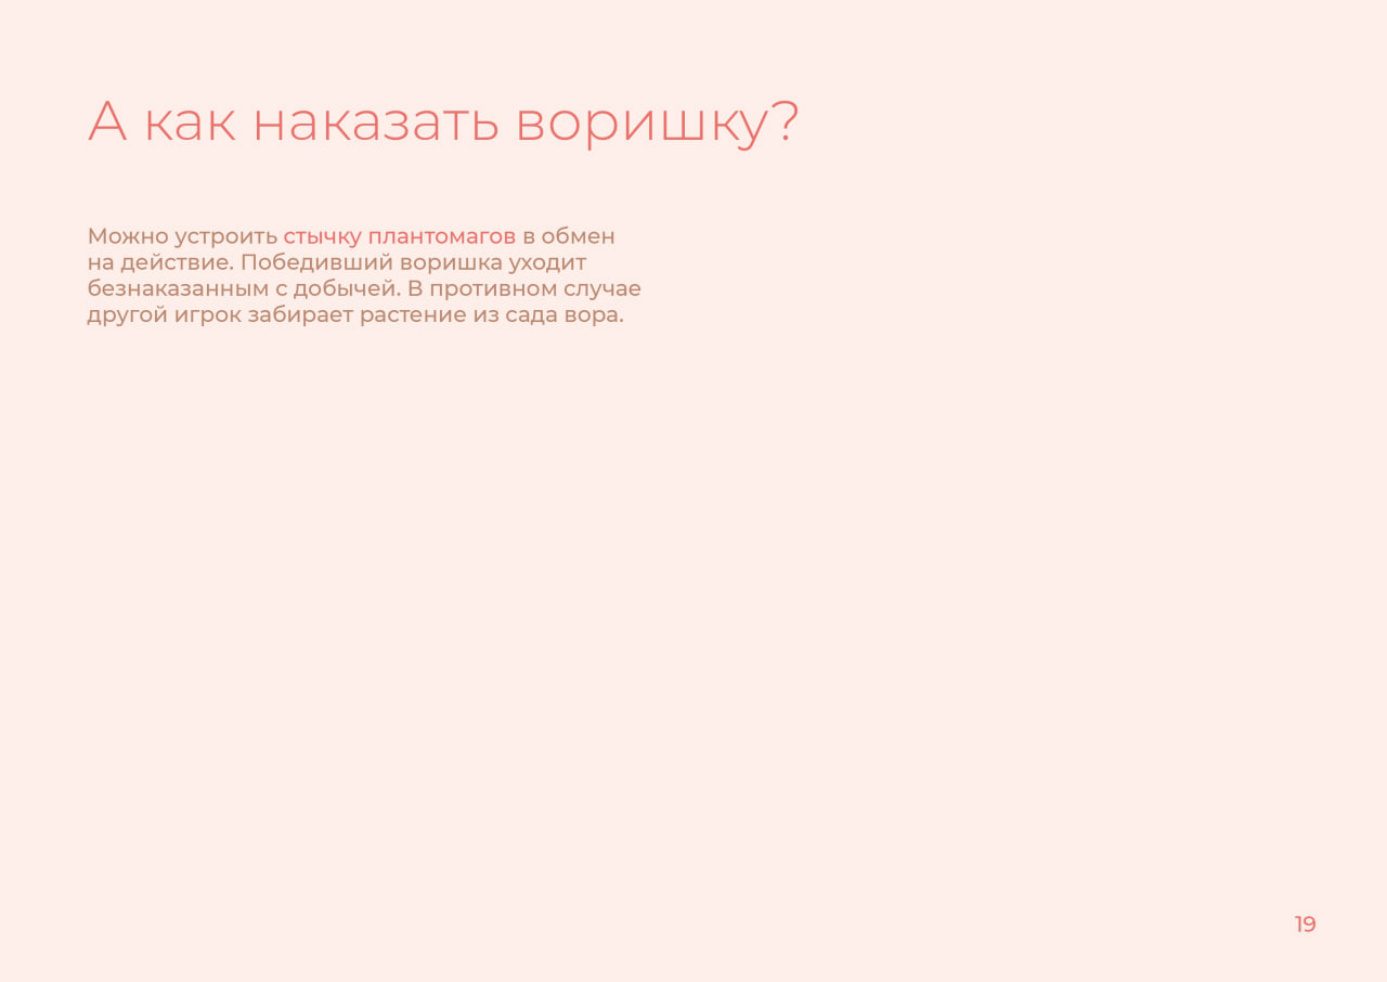 А как наказать воришку?
Можно устроить стычку плантомагов в обмен
на действие. Победивший воришка уходит
безнаказанным с добычей. В противном случае
другой игрок забирает растение из сада вора.
19